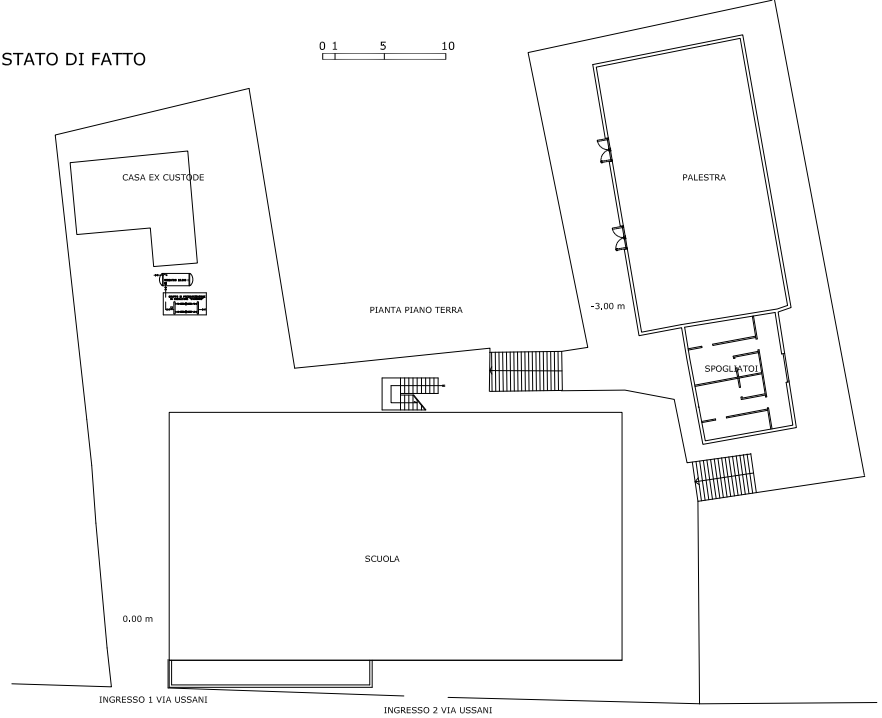 0 1 5 10
STATO DI FATTO
CASA EX CUSTODE
PALESTRA
-3,00 m
PIANTA PIANO TERRA
SPOGLIATOI
SCUOLA
0.00 m
INGRESSO 1 VIA USSANI
INGRESSO 2 VIA USSANI